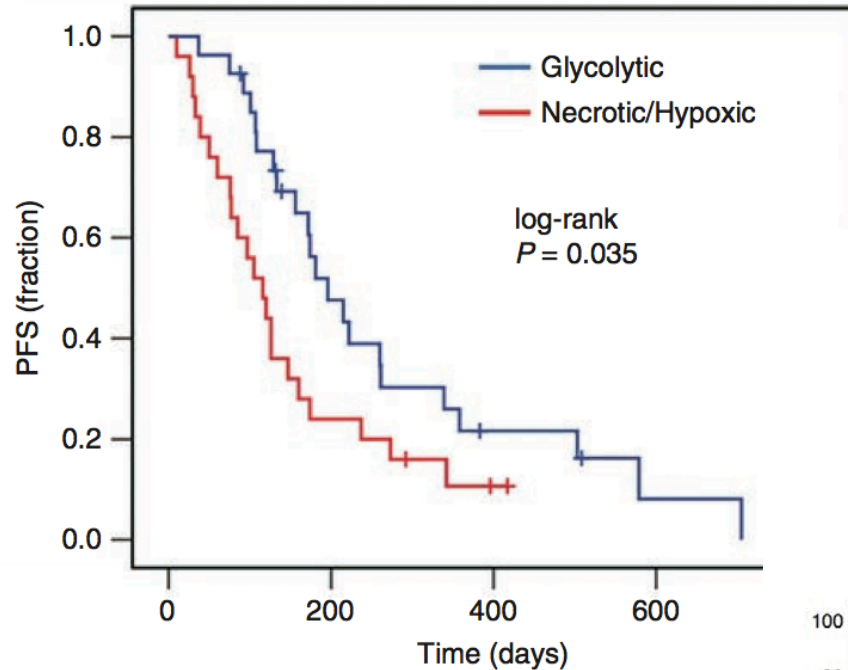 1.0
0.8
0.6
0.4
0.2
0.0
PFS (fraction)
Glycolytic
Necrotic/Hypoxic
log-rank
P = 0.035
0
200
400
600
Time (days)
100